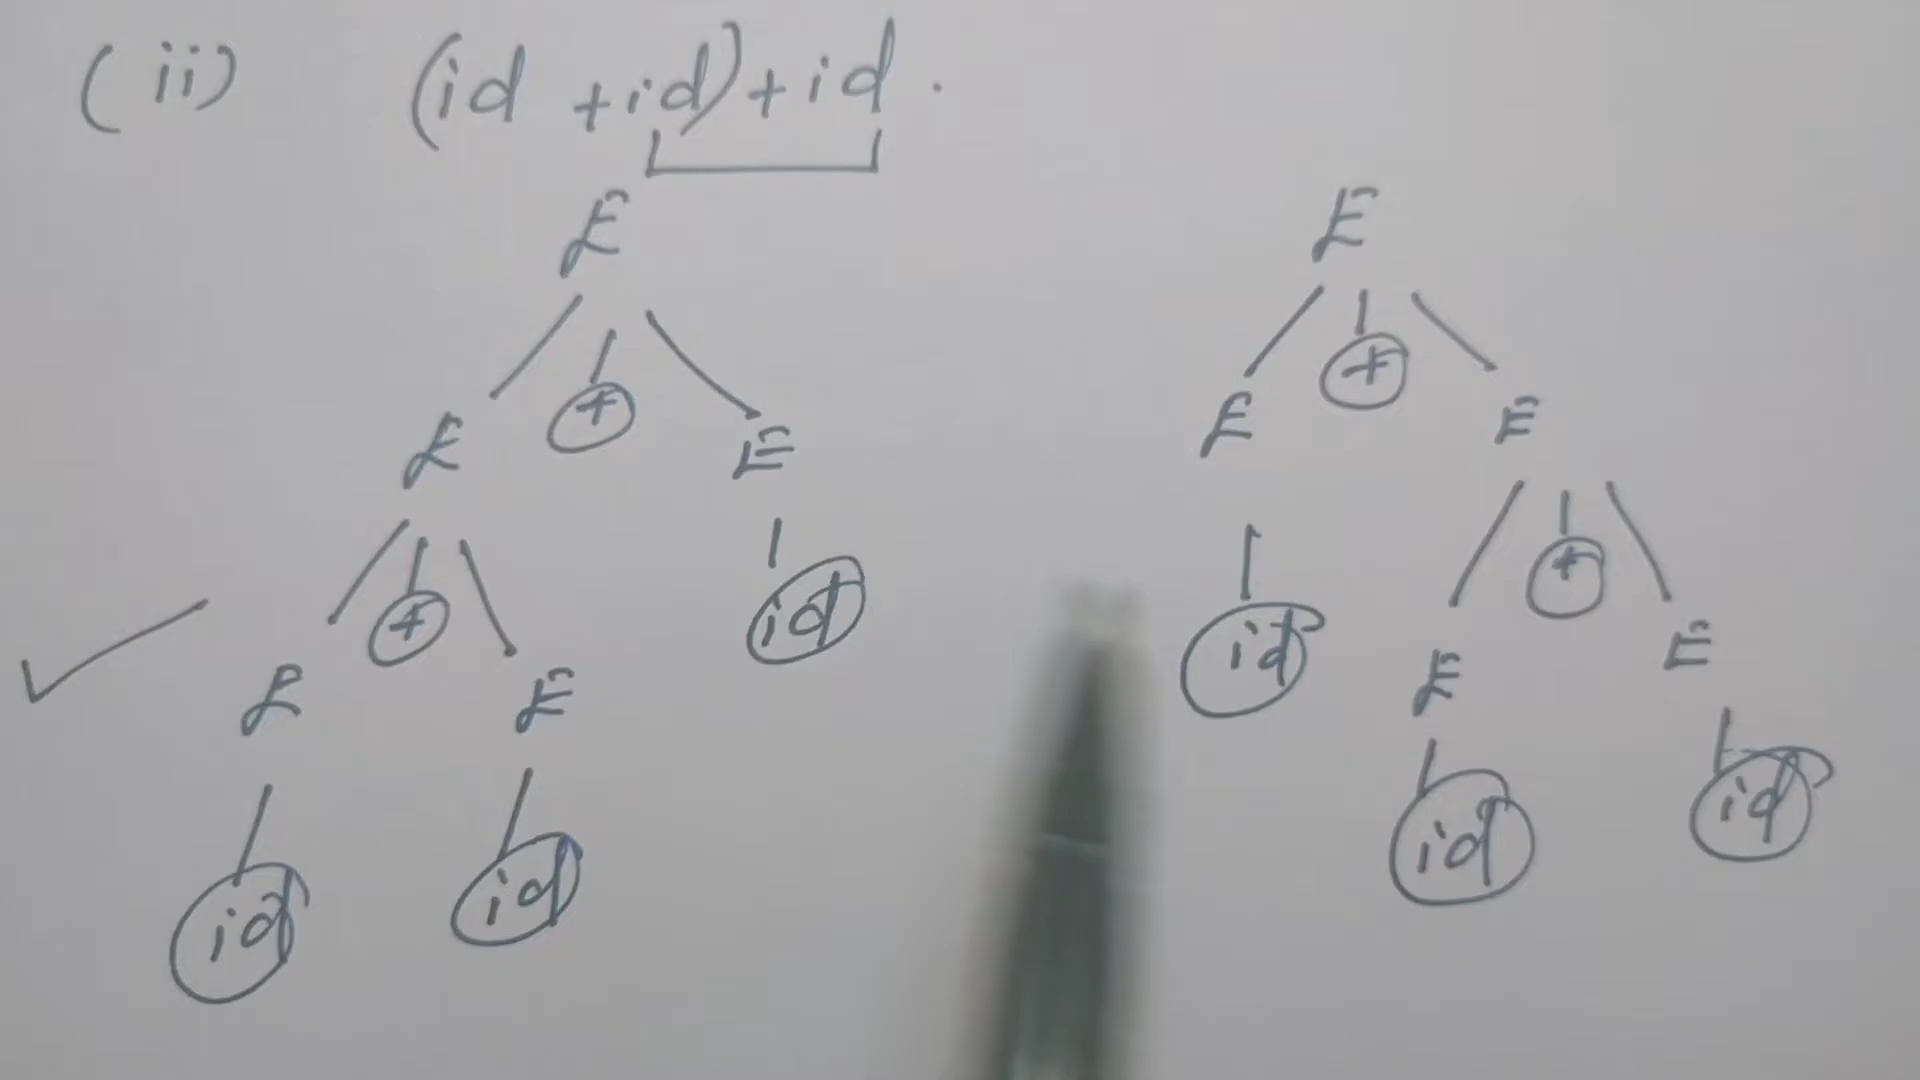 (ii) (id +id)+id .
E E
+
E + E E E
+
+ id
E E id E E
id id
id id